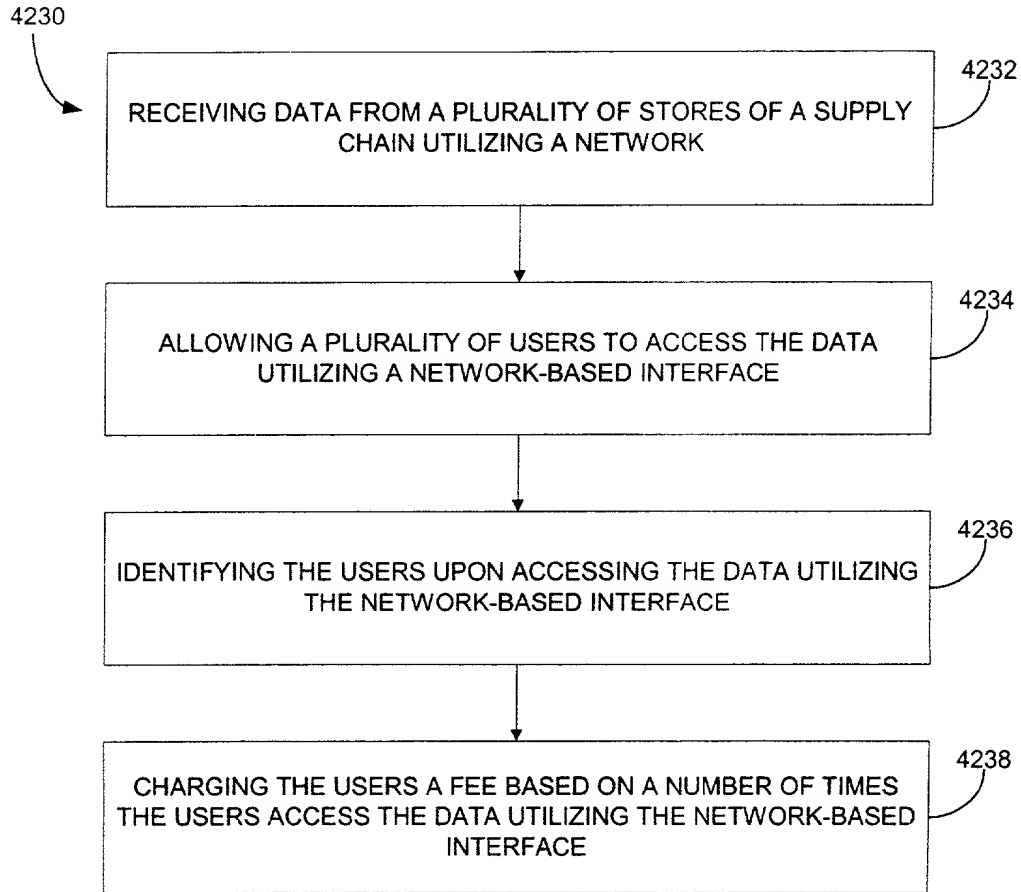 4230
4232
RECEIVING DATA FROM A PLURALITY OF STORES OF A SUPPLY
CHAIN UTILIZING A NETWORK
4234
ALLOWING A PLURALITY OF USERS TO ACCESS THE DATA
UTILIZING A NETWORK-BASED INTERFACE
4236
IDENTIFYING THE USERS UPON ACCESSING THE DATA UTILIZING
THE NETWORK-BASED INTERFACE
4238
CHARGING THE USERS A FEE BASED ON A NUMBER OF TIMES
THE USERS ACCESS THE DATA UTILIZING THE NETWORK-BASED
INTERFACE